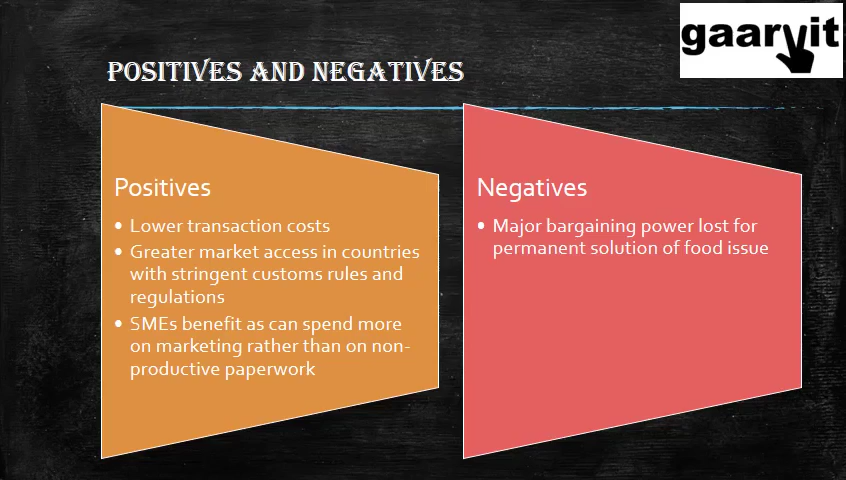 gaarvit
POSITIVES AND NEGATIVES
Positives
• Lower transaction costs
• Greater market access in countries
with stringent customs rules and
regulations
• SMEs benefit as can spend more
on marketing rather than on non-
productive paperwork
Negatives
• Major bargaining power lost for
permanent solution of food issue